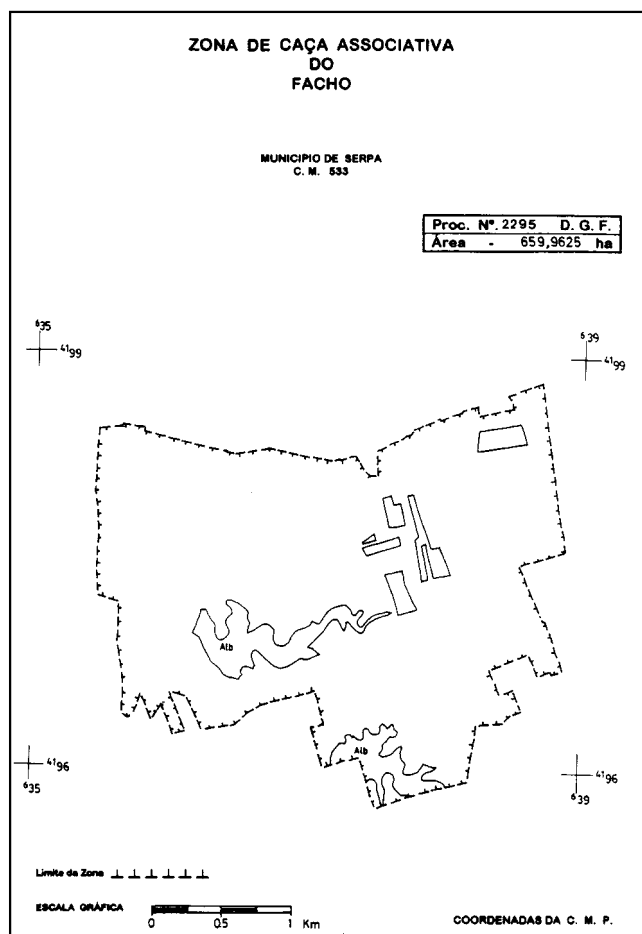 ZONA DE CAÇA ASSOCIATIVA
DO
FACHO
MUNICIPIO DE SERPA
C. M. 533
Proc. Nº. 2295 D. G. F.
Área - 659,9625 ha
635
4199
639
4199
Alb
Alb
4196
635
4196
639
Limite da Zona
ESCALA GRÁFICA
0 0.5 1 Km
COORDENADAS DA C. M. P.